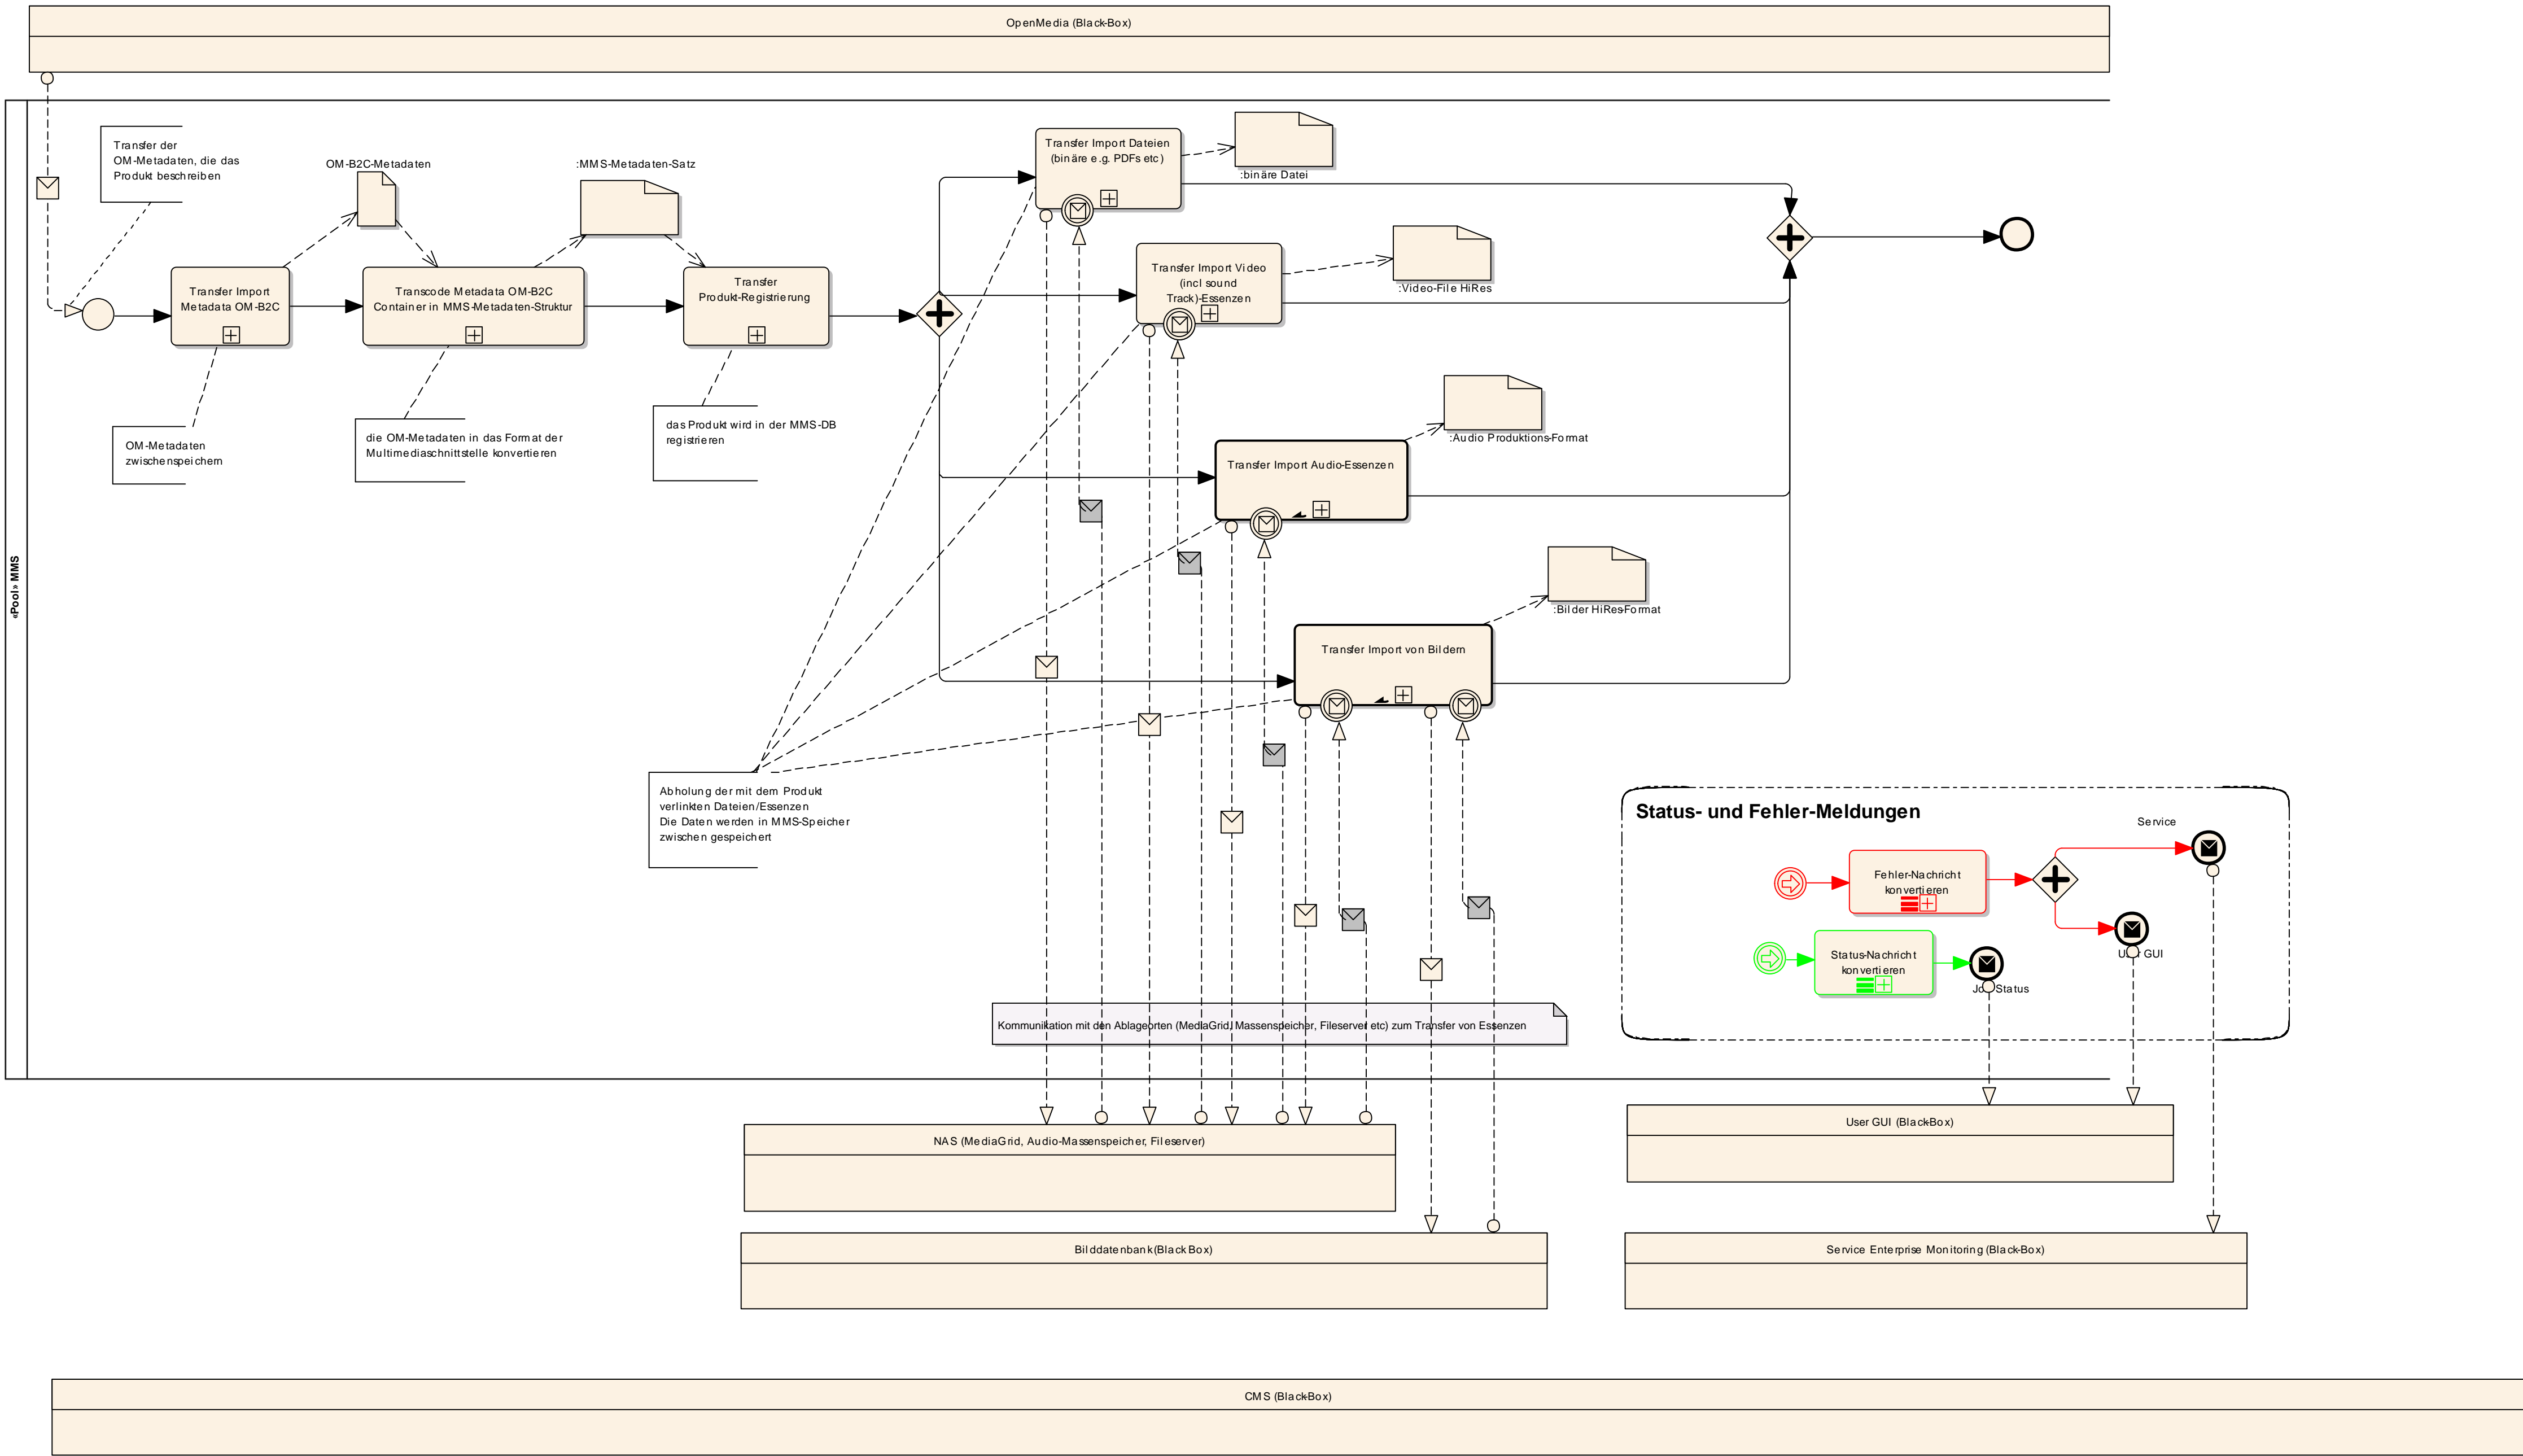 OpenMedia (Black-Box)
«Pool» MMS
Transfer der
OM-Metadaten, die das
Produkt beschreiben
OM-B2C-Metadaten
:MMS-Metadaten-Satz
Transfer Import
Metadata OM-B2C
Transcode Metadata OM-B2C
Container in MMS-Metadaten-Struktur
Transfer
Produkt-Registrierung
OM-Metadaten
zwischenspeichern
die OM-Metadaten in das Format der
Multimediaschnittstelle konvertieren
das Produkt wird in der MMS-DB
registrieren
Transfer Import Dateien
(binäre e.g. PDFs etc)
:binäre Datei
Transfer Import Video
(incl sound
Track)-Essenzen
:Video-File HiRes
Transfer Import Audio-Essenzen
:Audio Produktions-Format
Transfer Import von Bildern
:Bilder HiRes-Format
Abholung der mit dem Produkt
verlinkten Dateien/Essenzen
Die Daten werden in MMS-Speicher
zwischen gespeichert
Status- und Fehler-Meldungen
Service
Fehler-Nachricht
konvertieren
User GUI
Status-Nachricht
konvertieren
Job Status
Kommunikation mit den Ablageorten (MediaGrid, Massenspeicher, Fileserver etc) zum Transfer von Essenzen
NAS (MediaGrid, Audio-Massenspeicher, Fileserver)
User GUI (Black-Box)
Bilddatenbank(Black Box)
Service Enterprise Monitoring (Black-Box)
CMS (Black-Box)